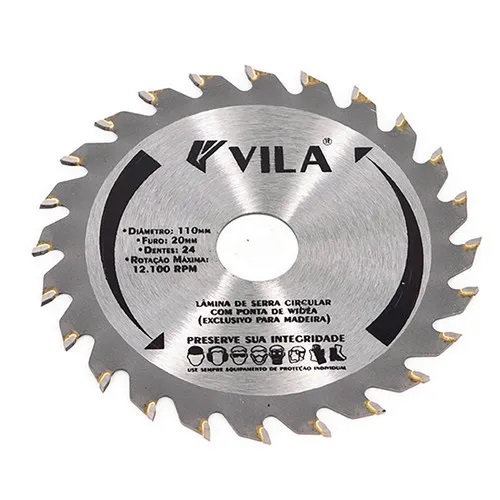 VILA®
•DIÂMETRO: 110MM
•FURO: 20MM
•DENTES: 24
•ROTAÇÃO MÁXIMA:
12.100 RPM
LÂMINA DE SERRA CIRCULAR
COM PONTA DE WIDEA
(EXCLUSIVO PARA MADEIRA)
PRESERVE SUA INTEGRIDADE
USE SEMPRE EQUIPAMENTO DE PROTEÇÃO INDIVIDUAL